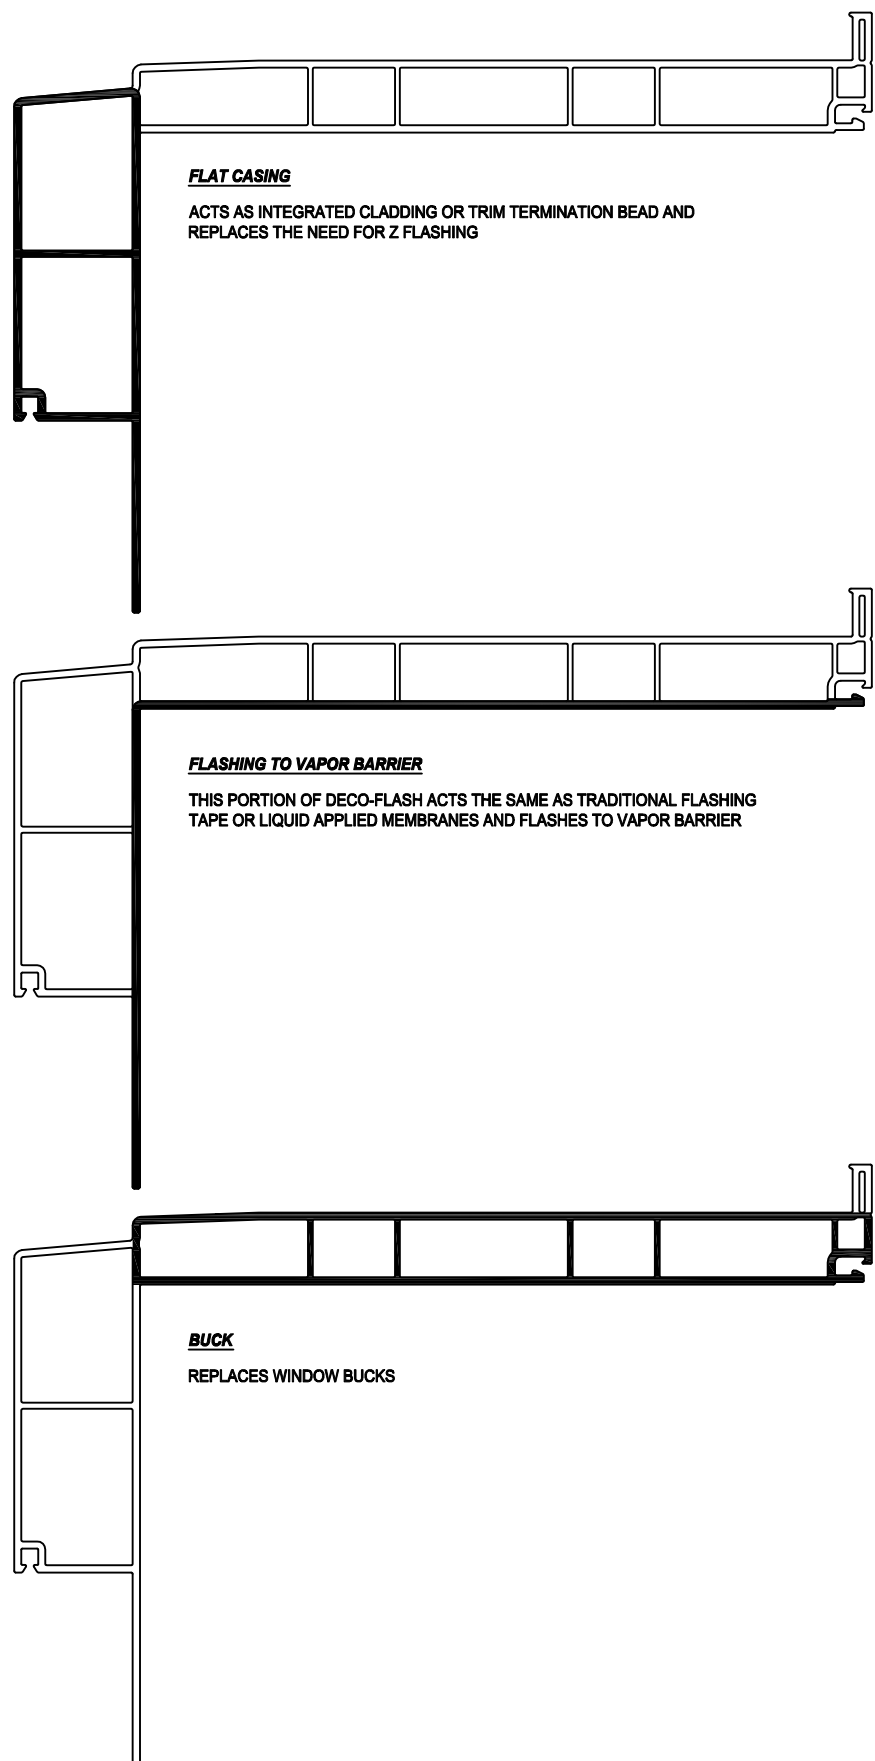 FLAT CASING
ACTS AS INTEGRATED CLADDING OR TRIM TERMINATION BEAD AND
REPLACES THE NEED FOR Z FLASHING
FLASHING TO VAPOR BARRIER
THIS PORTION OF DECO-FLASH ACTS THE SAME AS TRADITIONAL FLASHING
TAPE OR LIQUID APPLIED MEMBRANES AND FLASHES TO VAPOR BARRIER
BUCK
REPLACES WINDOW BUCKS